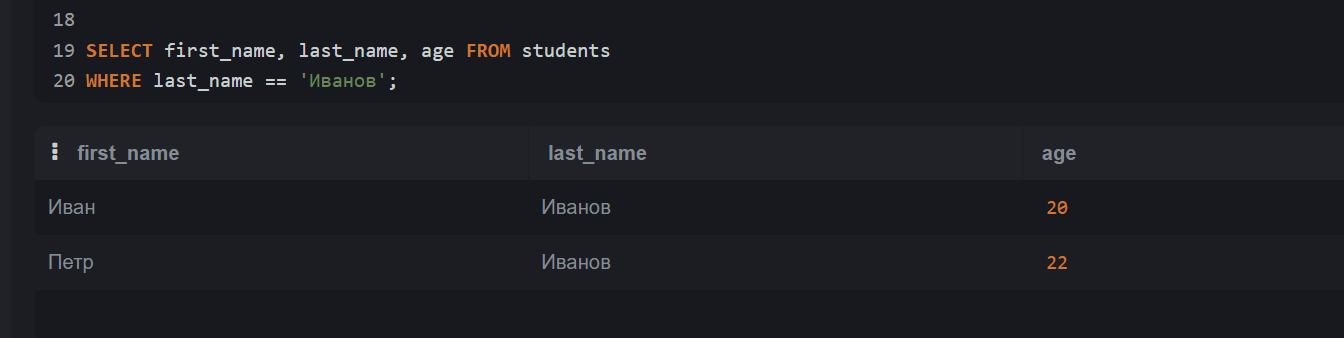 18
19 SELECT first_name, last_name, age FROM students
20 WHERE last_name == 'Иванов';
first_name last_name age
Иван Иванов 20
Петр Иванов 22